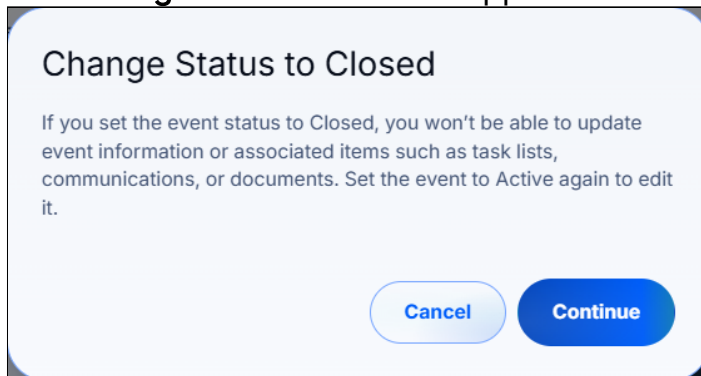 Change Status to Closed
If you set the event status to Closed, you won't be able to update
event information or associated items such as task lists,
communications, or documents. Set the event to Active again to edit
it.
Cancel Continue